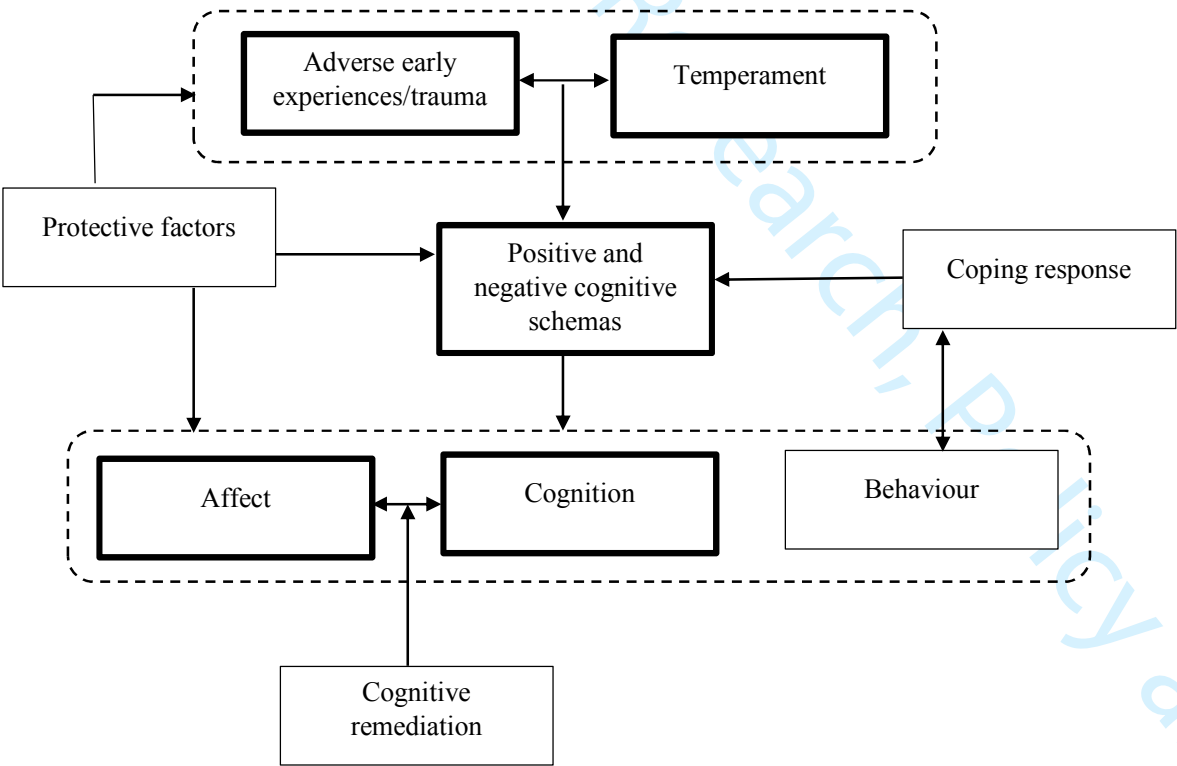 Adverse early
experiences/trauma
Temperament
Protective factors
Positive and
negative cognitive
schemas
Coping response
Affect
Cognition
Behaviour
Cognitive
remediation